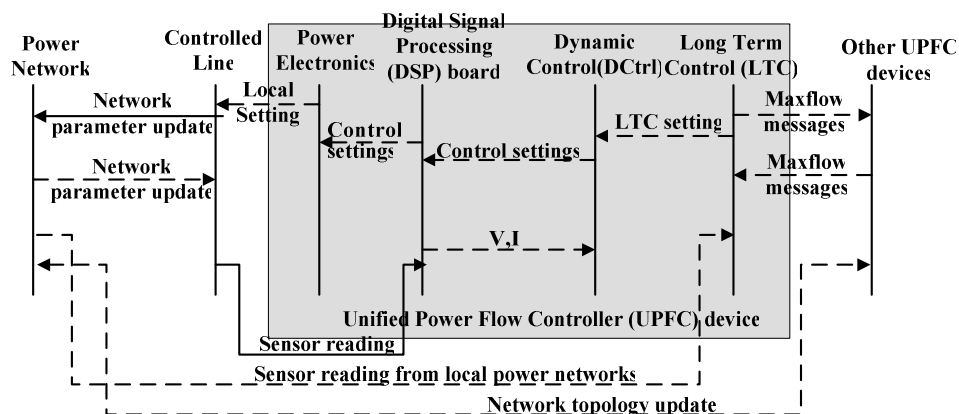 Power
Network
Controlled
Line
Power
Electronics
Digital Signal
Processing
(DSP) board
Dynamic
Control(DCtrl)
Long Term
Control (LTC)
Other UPFC
devices
Network
parameter update
Local
Setting
Control
settings
Control settings
LTC setting
Maxflow
messages
Network
parameter update
Maxflow
messages
V,I
Unified Power Flow Controller (UPFC) device
Sensor reading
Sensor reading from local power networks
Network topology update